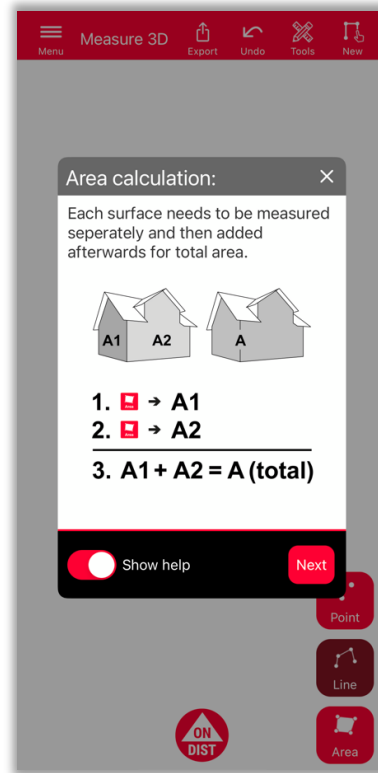 Menu
Measure 3D
Export
Undo
Tools
New
Area calculation:
Each surface needs to be measured
seperately and then added
afterwards for total area.
A1 A2 A
1. Area → A1
2. Area → A2
3. A1 + A2 = A (total)
Show help
Next
Point
Line
ON
DIST
Area